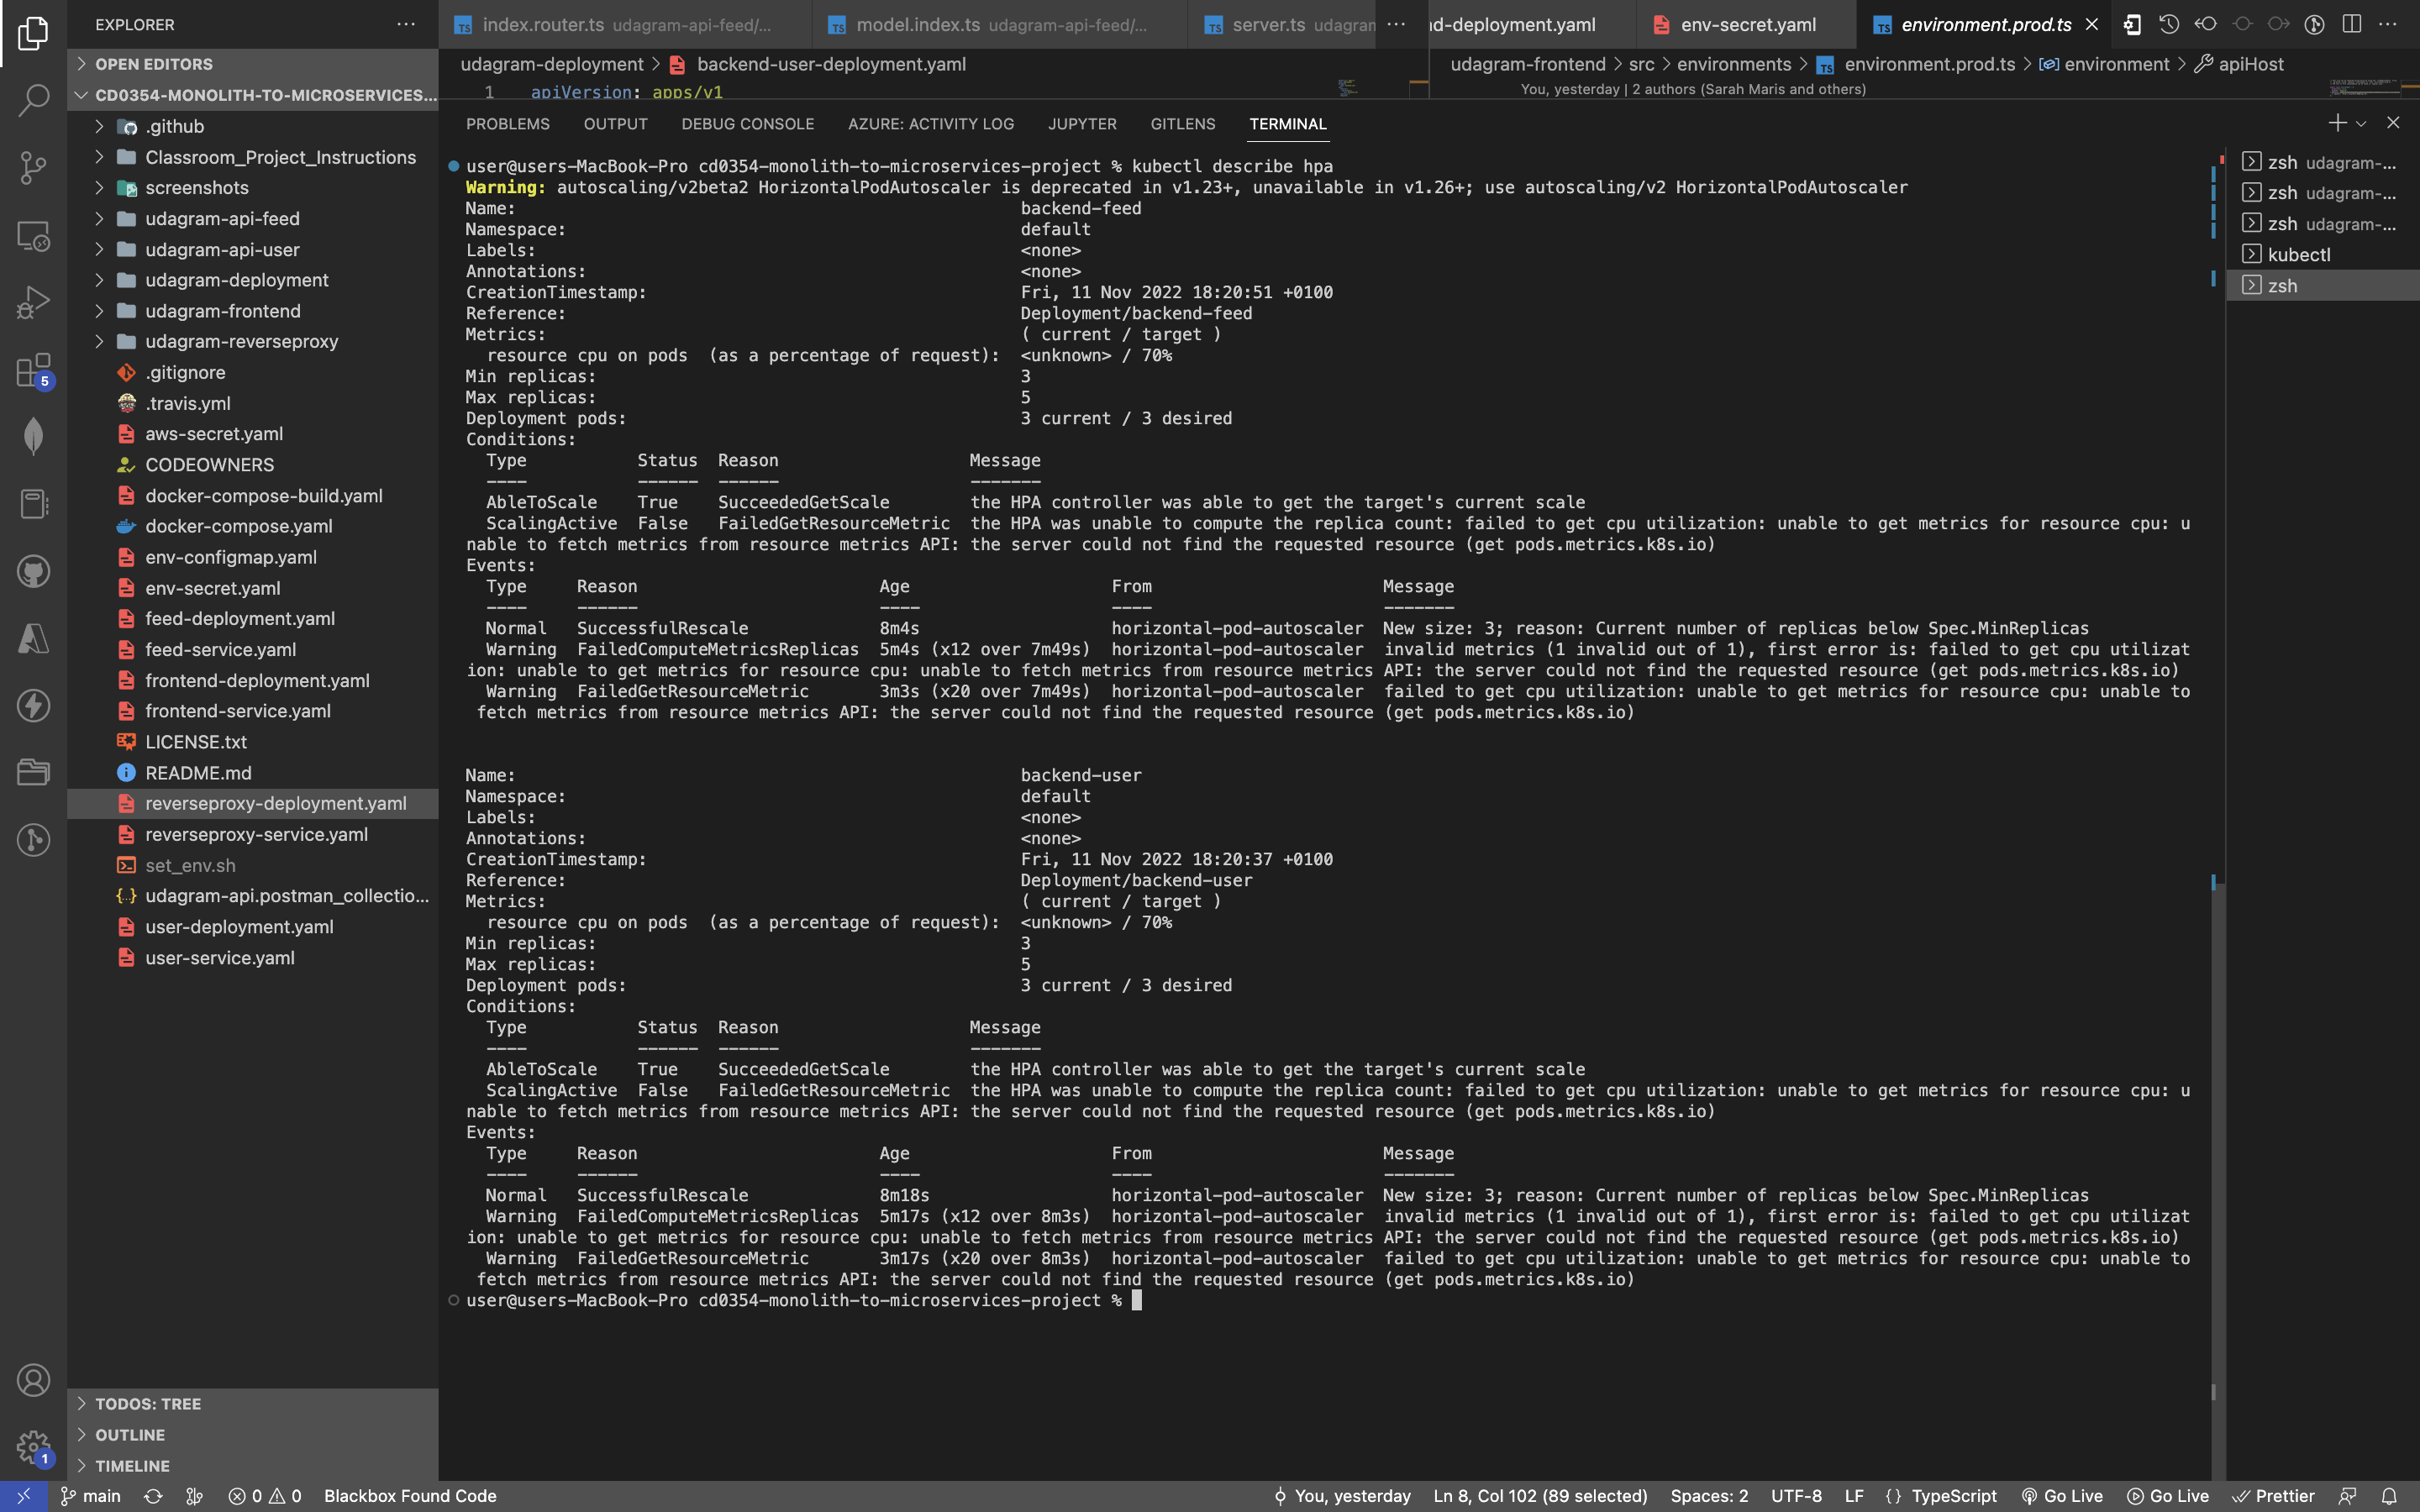 EXPLORER
OPEN EDITORS
CD0354-MONOLITH-TO-MICROSERVICES...
.github
Classroom_Project_Instructions
screenshots
udagram-api-feed
udagram-api-user
udagram-deployment
udagram-frontend
udagram-reverseproxy
.gitignore
.travis.yml
aws-secret.yaml
CODEOWNERS
docker-compose-build.yaml
docker-compose.yaml
env-configmap.yaml
env-secret.yaml
feed-deployment.yaml
feed-service.yaml
frontend-deployment.yaml
frontend-service.yaml
LICENSE.txt
README.md
reverseproxy-deployment.yaml
reverseproxy-service.yaml
set_env.sh
udagram-api.postman_collectio...
user-deployment.yaml
user-service.yaml
TODOS: TREE
OUTLINE
TIMELINE
5
1
index.router.ts udagram-api-feed/...
model.index.ts udagram-api-feed/...
server.ts udagram
d-deployment.yaml
env-secret.yaml
environment.prod.ts
udagram-deployment > backend-user-deployment.yaml
udagram-frontend > src > environments > environment.prod.ts > environment > apiHost
1 apiVersion: apps/v1
You, yesterday | 2 authors (Sarah Maris and others)
PROBLEMS OUTPUT DEBUG CONSOLE AZURE: ACTIVITY LOG JUPYTER GITLENS TERMINAL
user@users-MacBook-Pro cd0354-monolith-to-microservices-project % kubectl describe hpa
Warning: autoscaling/v2beta2 HorizontalPodAutoscaler is deprecated in v1.23+, unavailable in v1.26+; use autoscaling/v2 HorizontalPodAutoscaler
Name: backend-feed
Namespace: default
Labels: <none>
Annotations: <none>
CreationTimestamp: Fri, 11 Nov 2022 18:20:51 +0100
Reference: Deployment/backend-feed
Metrics: ( current / target )
resource cpu on pods (as a percentage of request): <unknown> / 70%
Min replicas: 3
Max replicas: 5
Deployment pods: 3 current / 3 desired
Conditions:
Type Status Reason Message
---- ------ ------ -------
AbleToScale True SucceededGetScale the HPA controller was able to get the target's current scale
ScalingActive False FailedGetResourceMetric the HPA was unable to compute the replica count: failed to get cpu utilization: unable to get metrics for resource cpu: u
nable to fetch metrics from resource metrics API: the server could not find the requested resource (get pods.metrics.k8s.io)
Events:
Type Reason Age From Message
---- ------ ---- ---- -------
Normal SuccessfulRescale 8m4s horizontal-pod-autoscaler New size: 3; reason: Current number of replicas below Spec.MinReplicas
Warning FailedComputeMetricsReplicas 5m4s (x12 over 7m49s) horizontal-pod-autoscaler invalid metrics (1 invalid out of 1), first error is: failed to get cpu utilizat
ion: unable to get metrics for resource cpu: unable to fetch metrics from resource metrics API: the server could not find the requested resource (get pods.metrics.k8s.io)
Warning FailedGetResourceMetric 3m3s (x20 over 7m49s) horizontal-pod-autoscaler failed to get cpu utilization: unable to get metrics for resource cpu: unable to
fetch metrics from resource metrics API: the server could not find the requested resource (get pods.metrics.k8s.io)
Name: backend-user
Namespace: default
Labels: <none>
Annotations: <none>
CreationTimestamp: Fri, 11 Nov 2022 18:20:37 +0100
Reference: Deployment/backend-user
Metrics: ( current / target )
resource cpu on pods (as a percentage of request): <unknown> / 70%
Min replicas: 3
Max replicas: 5
Deployment pods: 3 current / 3 desired
Conditions:
Type Status Reason Message
---- ------ ------ -------
AbleToScale True SucceededGetScale the HPA controller was able to get the target's current scale
ScalingActive False FailedGetResourceMetric the HPA was unable to compute the replica count: failed to get cpu utilization: unable to get metrics for resource cpu: u
nable to fetch metrics from resource metrics API: the server could not find the requested resource (get pods.metrics.k8s.io)
Events:
Type Reason Age From Message
---- ------ ---- ---- -------
Normal SuccessfulRescale 8m18s horizontal-pod-autoscaler New size: 3; reason: Current number of replicas below Spec.MinReplicas
Warning FailedComputeMetricsReplicas 5m17s (x12 over 8m3s) horizontal-pod-autoscaler invalid metrics (1 invalid out of 1), first error is: failed to get cpu utilizat
ion: unable to get metrics for resource cpu: unable to fetch metrics from resource metrics API: the server could not find the requested resource (get pods.metrics.k8s.io)
Warning FailedGetResourceMetric 3m17s (x20 over 8m3s) horizontal-pod-autoscaler failed to get cpu utilization: unable to get metrics for resource cpu: unable to
fetch metrics from resource metrics API: the server could not find the requested resource (get pods.metrics.k8s.io)
user@users-MacBook-Pro cd0354-monolith-to-microservices-project %
zsh udagram-...
zsh udagram-...
zsh udagram-...
kubectl
zsh
main 0 0 Blackbox Found Code You, yesterday Ln 8, Col 102 (89 selected) Spaces: 2 UTF-8 LF {} TypeScript Go Live Go Live Prettier